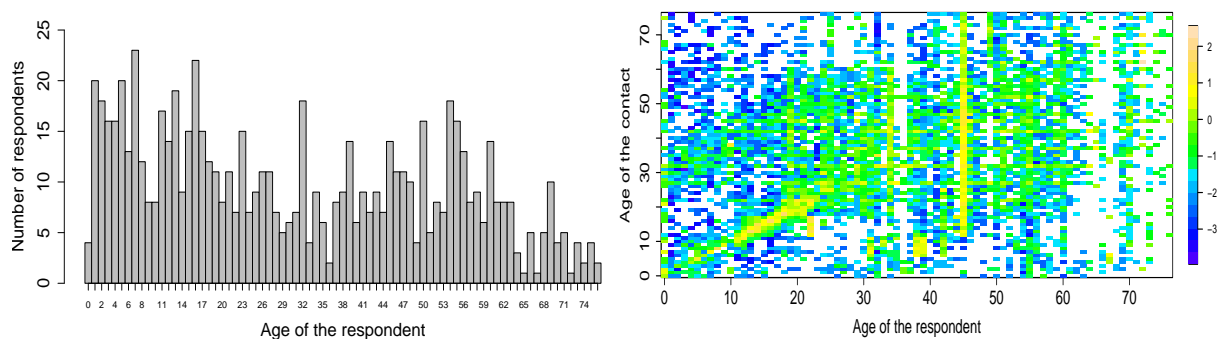 Number of respondents
25
20
15
10
5
0
0 2 4 6 8 11 14 17 20 23 26 29 32 35 38 41 44 47 50 53 56 59 62 65 68 71 74
Age of the respondent
Age of the contact
70
50
30
10
0
0 10 20 30 40 50 60 70
Age of the respondent
2
1
-0
-1
-2
-3